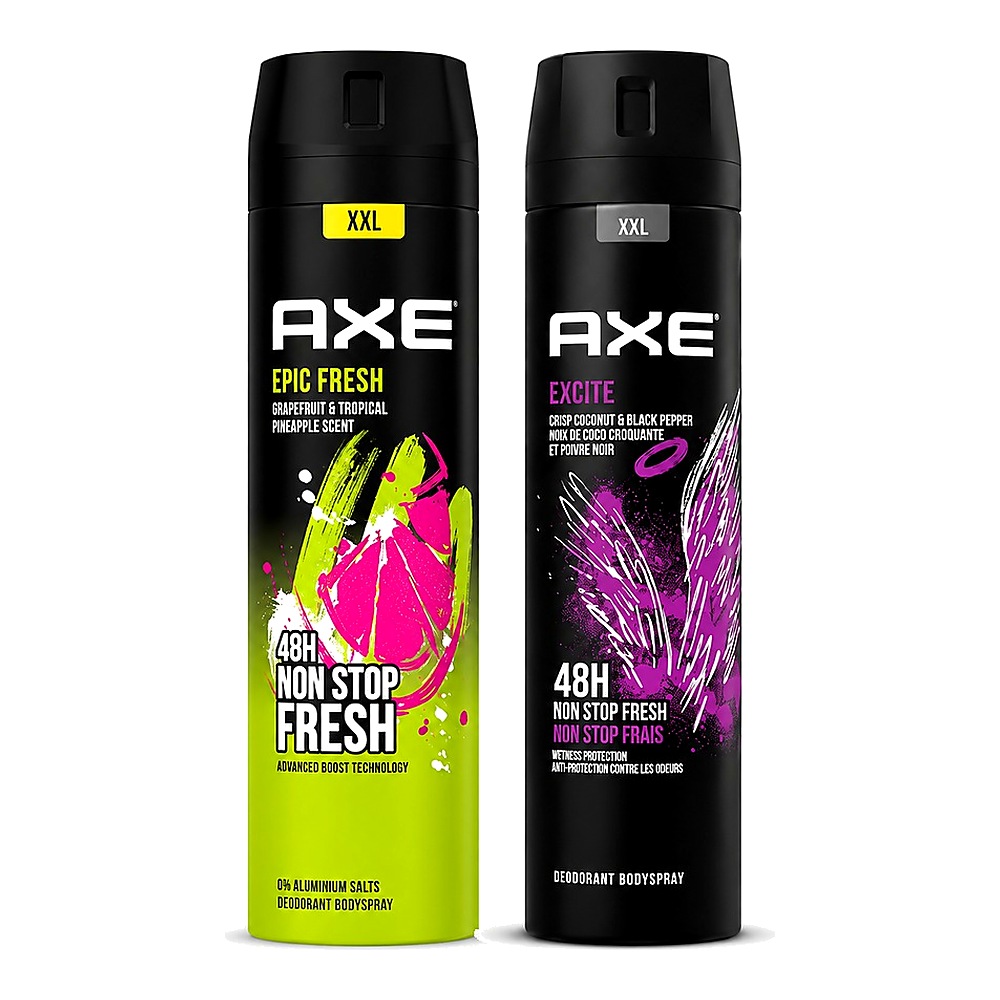 XXL
AXE®
EPIC FRESH
GRAPEFRUIT & TROPICAL
PINEAPPLE SCENT
48H
NON STOP
FRESH
ADVANCED BOOST TECHNOLOGY
0% ALUMINIUM SALTS
DEODORANT BODYSPRAY
XXL
AXE®
EXCITE
CRISP COCONUT & BLACK PEPPER
NOIX DE COCO CROQUANTE
ET POIVRE NOIR
48H
NON STOP FRESH
NON STOP FRAIS
WETNESS PROTECTION
ANTI-PROTECTION CONTRE LES ODEURS
DEODORANT BODYSPRAY